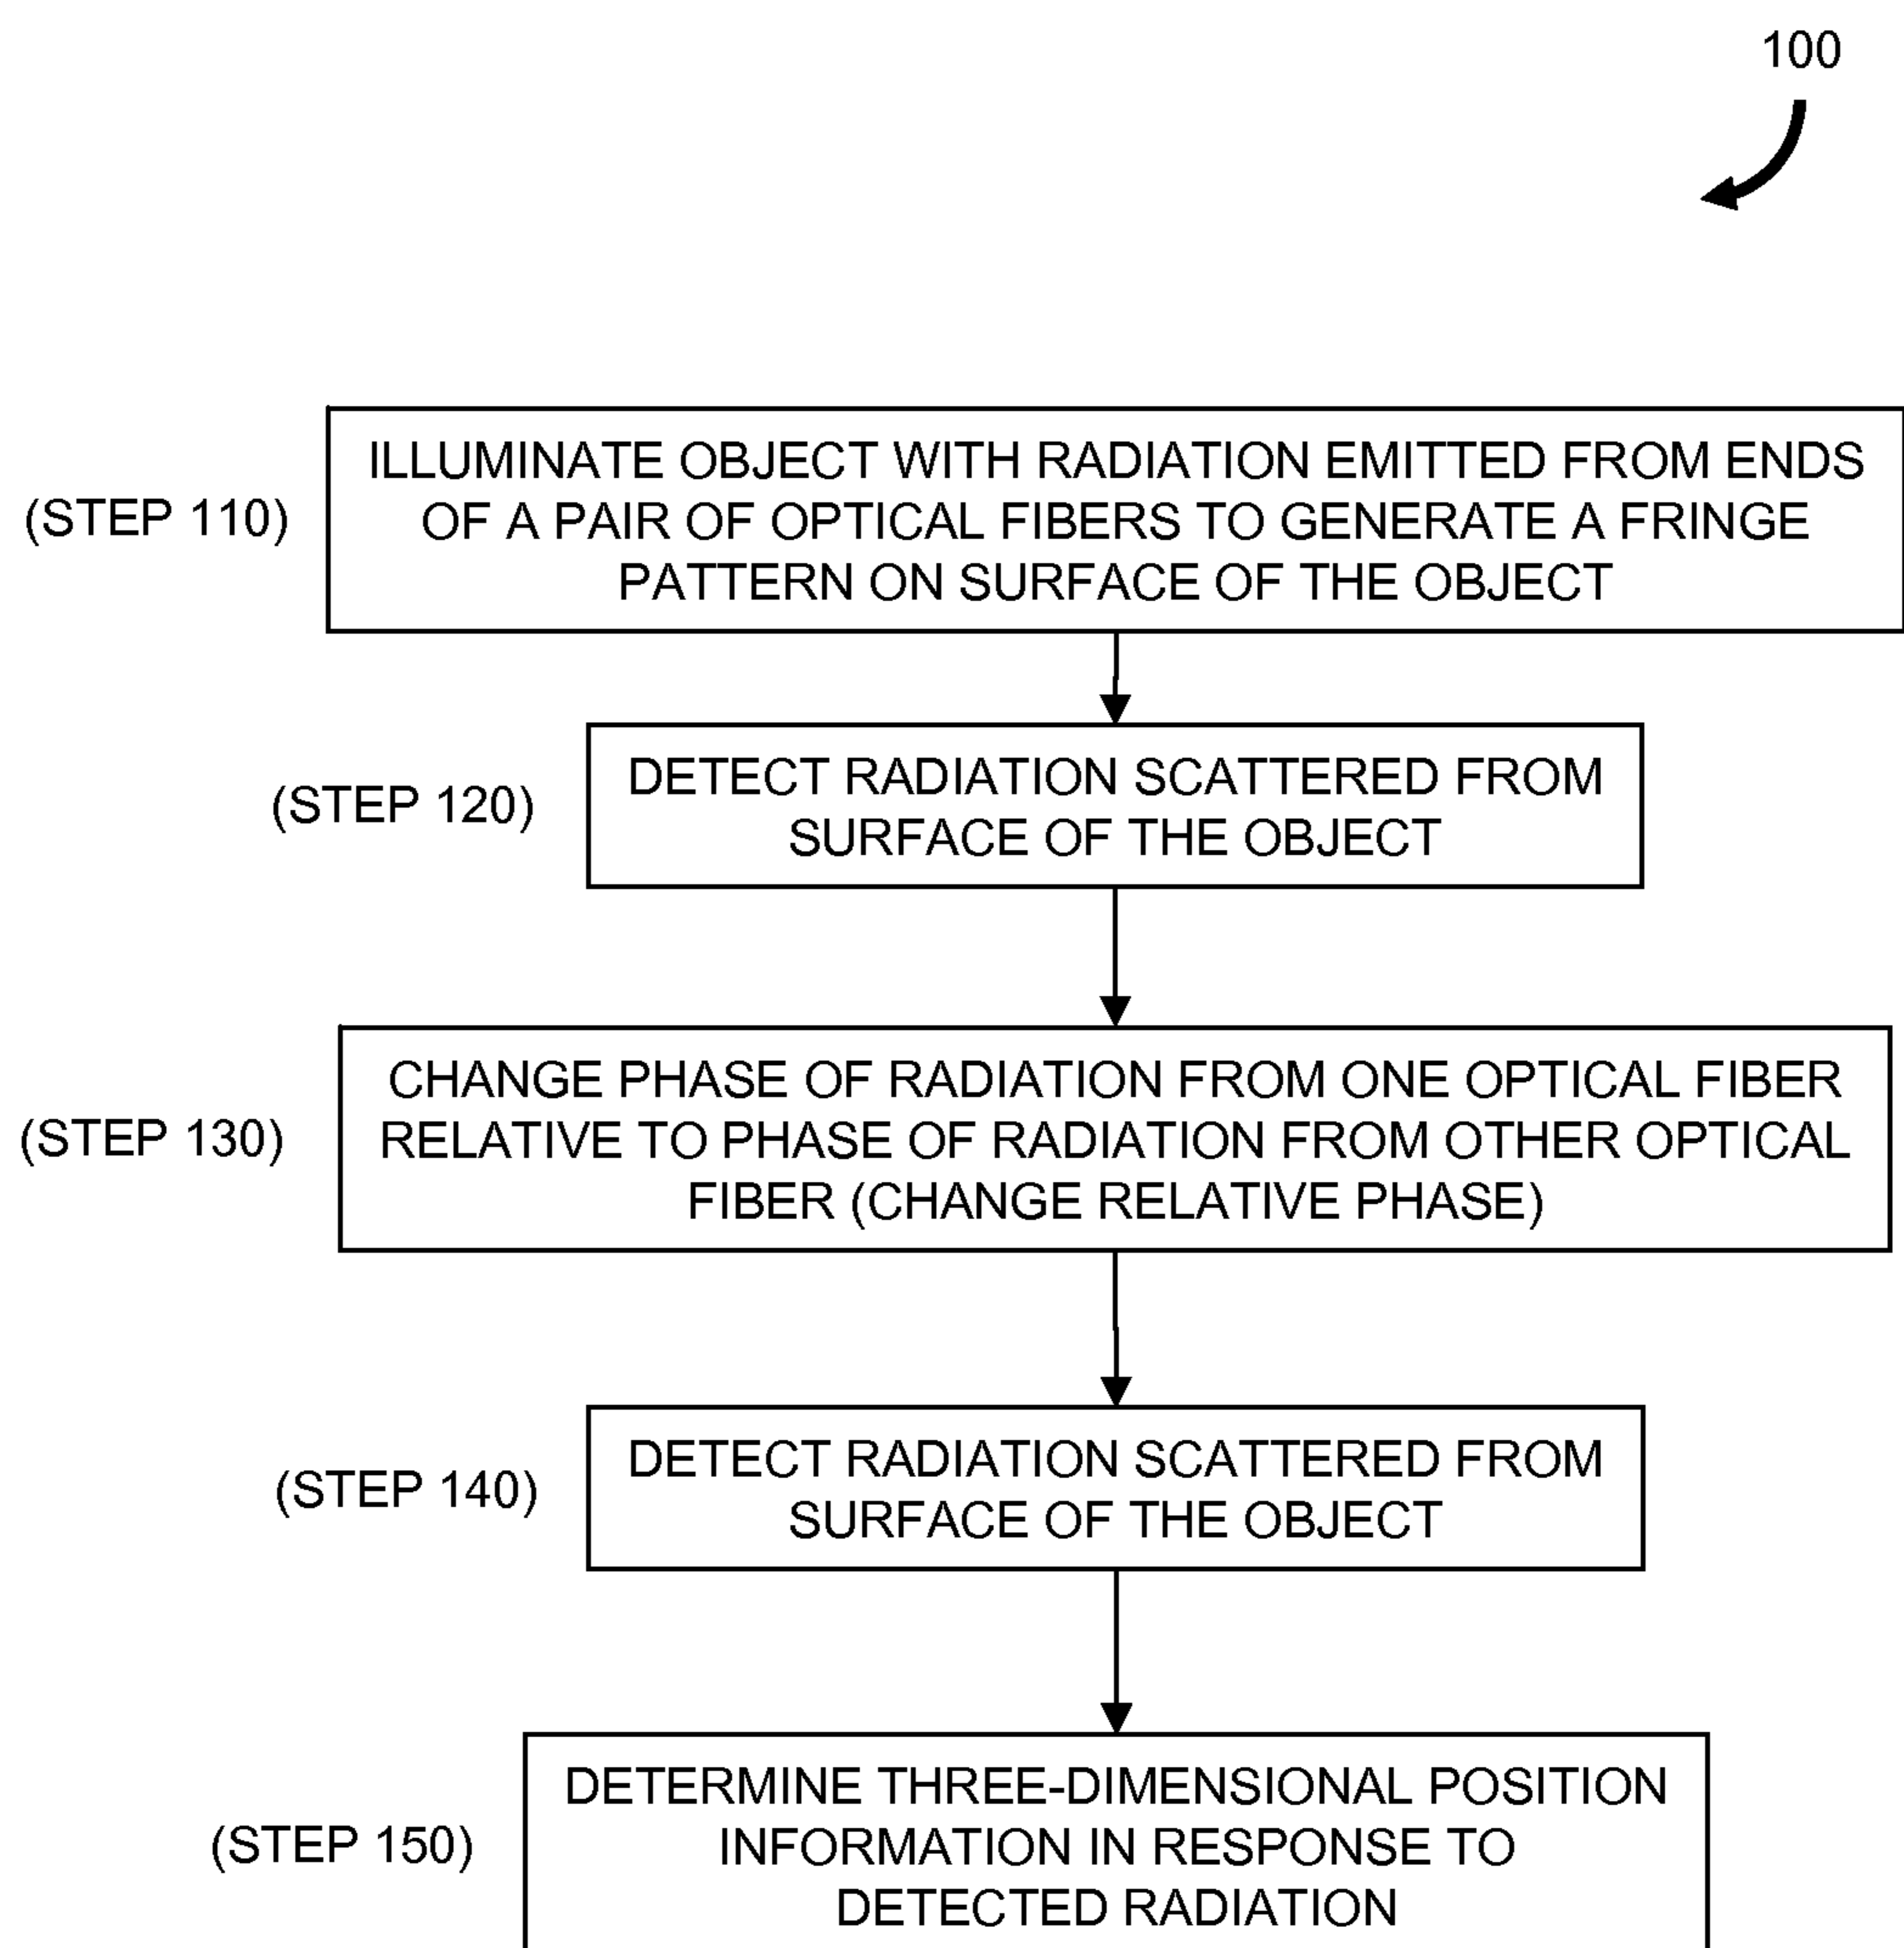 100
(STEP 110)
ILLUMINATE OBJECT WITH RADIATION EMITTED FROM ENDS
OF A PAIR OF OPTICAL FIBERS TO GENERATE A FRINGE
PATTERN ON SURFACE OF THE OBJECT
(STEP 120)
DETECT RADIATION SCATTERED FROM
SURFACE OF THE OBJECT
(STEP 130)
CHANGE PHASE OF RADIATION FROM ONE OPTICAL FIBER
RELATIVE TO PHASE OF RADIATION FROM OTHER OPTICAL
FIBER (CHANGE RELATIVE PHASE)
(STEP 140)
DETECT RADIATION SCATTERED FROM
SURFACE OF THE OBJECT
(STEP 150)
DETERMINE THREE-DIMENSIONAL POSITION
INFORMATION IN RESPONSE TO
DETECTED RADIATION